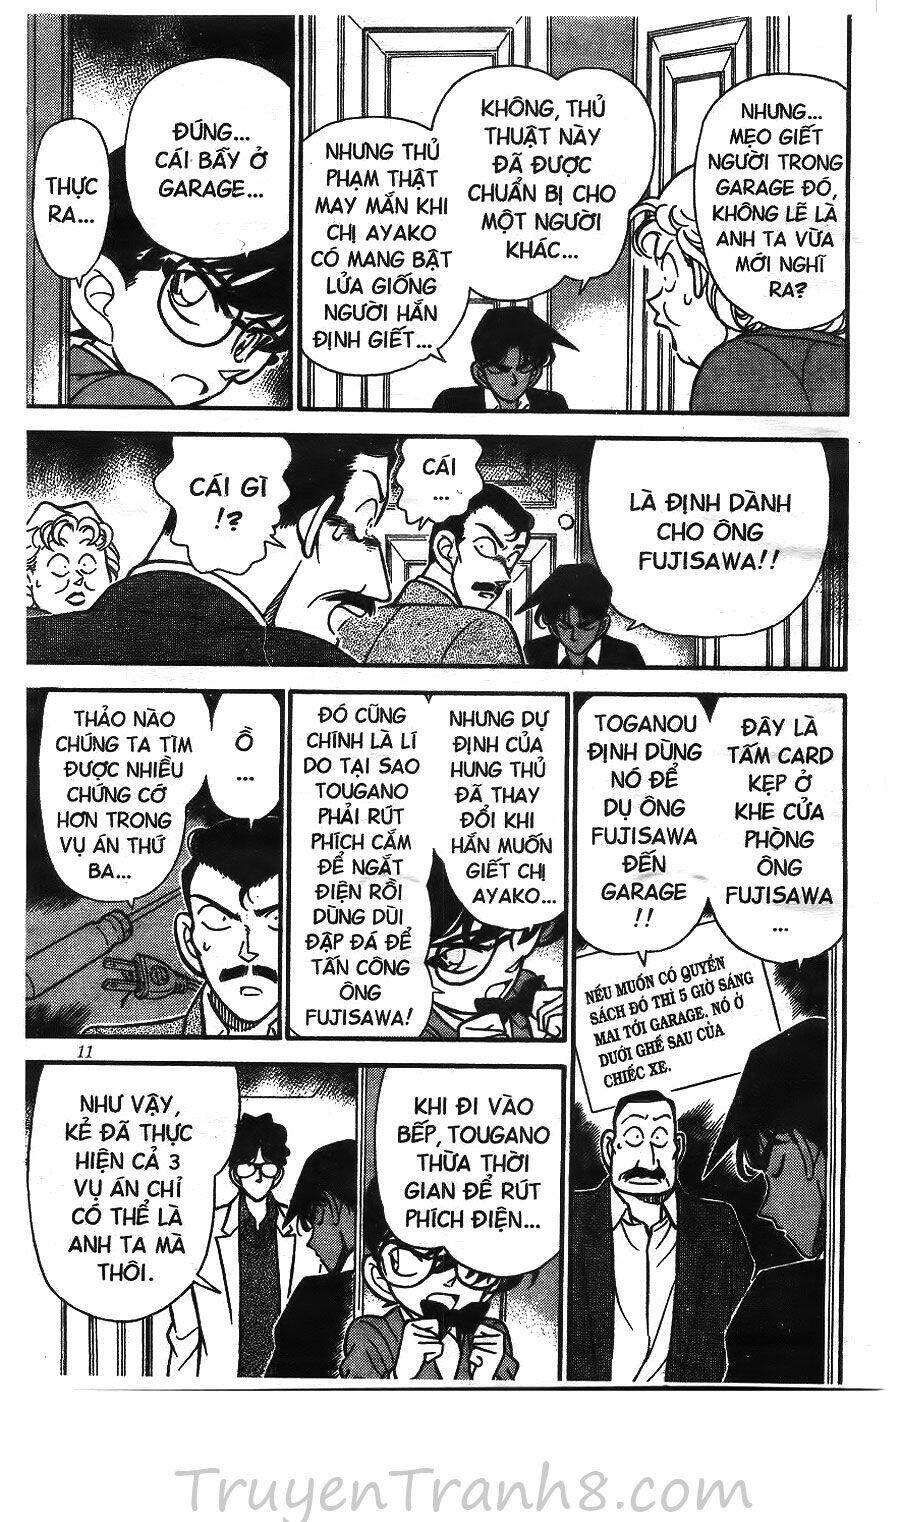 NHƯNG...
MẸO GIẾT
NGƯỜI TRONG
GARAGE ĐÓ,
KHÔNG LẼ LÀ
ANH TA VỪA
MỚI NGHĨ
RA?
KHÔNG, THỦ
THUẬT NÀY
ĐÃ ĐƯỢC
CHUẨN BỊ CHO
MỘT NGƯỜI
KHÁC...
NHƯNG THỦ
PHẠM THẬT
MAY MẮN KHI
CHỊ AYAKO
CÓ MANG BẬT
LỬA GIỐNG
NGƯỜI HẮN
ĐỊNH GIẾT...
ĐÚNG...
CÁI BẪY Ở
GARAGE...
THỰC
RA...
LÀ ĐỊNH DÀNH
CHO ÔNG
FUJISAWA!!
CÁI
...
CÁI GÌ
!?
ĐÂY LÀ
TẤM CARD
KẸP Ở
KHE CỬA
PHÒNG
ÔNG
FUJISAWA
...
TOGANOU
ĐỊNH DÙNG
NÓ ĐỂ
DỤ ÔNG
FUJISAWA
ĐẾN
GARAGE
!!
NẾU MUỐN CÓ QUYỂN
SÁCH ĐÓ THÌ 5 GIỜ SÁNG
MAI TỚI GARAGE. NÓ Ở
DƯỚI GHẾ SAU CỦA
CHIẾC XE.
NHƯNG DỰ
ĐỊNH CỦA
HUNG THỦ
ĐÃ THAY
ĐỔI KHI
HẮN MUỐN
GIẾT CHỊ
AYAKO...
ĐÓ CŨNG
CHÍNH LÀ LÍ
DO TẠI SAO
TOUGANO
PHẢI RÚT
PHÍCH CẮM
ĐỂ NGẮT
ĐIỆN RỒI
DÙNG DÙI
ĐẬP ĐÁ ĐỂ
TẤN CÔNG
ÔNG
FUJISAWA!
Ồ
...
THẢO NÀO
CHÚNG TA TÌM
ĐƯỢC NHIỀU
CHỨNG CỚ
HƠN TRONG
VỤ ÁN THỨ
BA...
11
KHI ĐI VÀO
BẾP, TOUGANO
THỪA THỜI
GIAN ĐỂ RÚT
PHÍCH ĐIỆN...
NHƯ VẬY,
KẺ ĐÃ THỰC
HIỆN CẢ 3
VỤ ÁN CHỈ
CÓ THỂ LÀ
ANH TA MÀ
THÔI.
TruyenTranh8.com